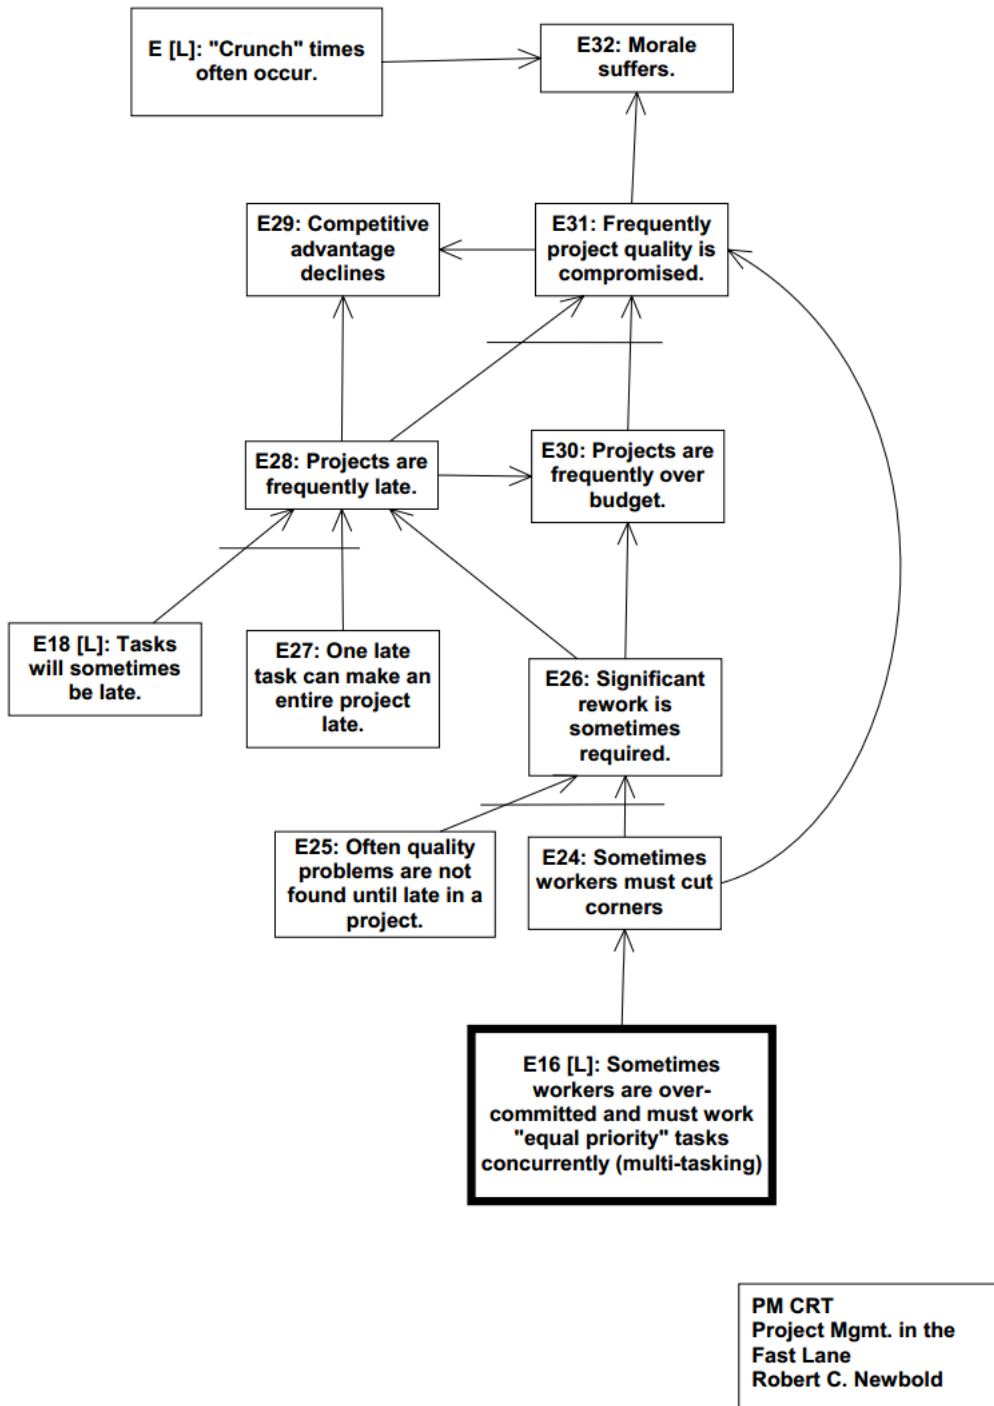 E [L]: "Crunch" times
often occur.
E32: Morale
suffers.
E29: Competitive
advantage
declines
E31: Frequently
project quality is
compromised.
E28: Projects are
frequently late.
E30: Projects are
frequently over
budget.
E18 [L]: Tasks
will sometimes
be late.
E27: One late
task can make an
entire project
late.
E26: Significant
rework is
sometimes
required.
E25: Often quality
problems are not
found until late in a
project.
E24: Sometimes
workers must cut
corners
E16 [L]: Sometimes
workers are over-
committed and must work
"equal priority" tasks
concurrently (multi-tasking)
PM CRT
Project Mgmt. in the
Fast Lane
Robert C. Newbold